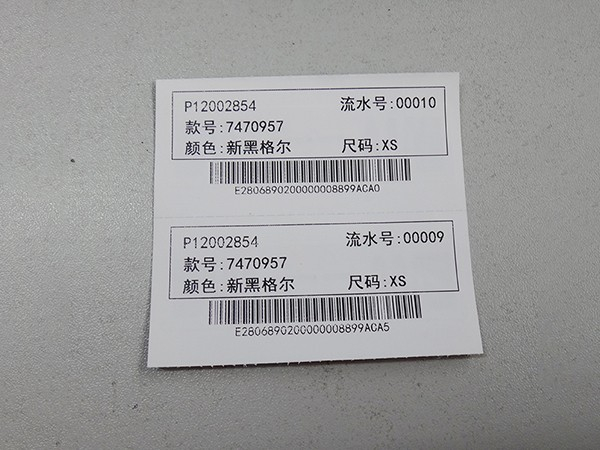 P12002854 流水号:00010
款号:7470957
颜色:新黑格尔 尺码:XS
E2806890200000008899ACA0
P12002854 流水号:00009
款号:7470957
颜色:新黑格尔 尺码:XS
E2806890200000008899ACA5